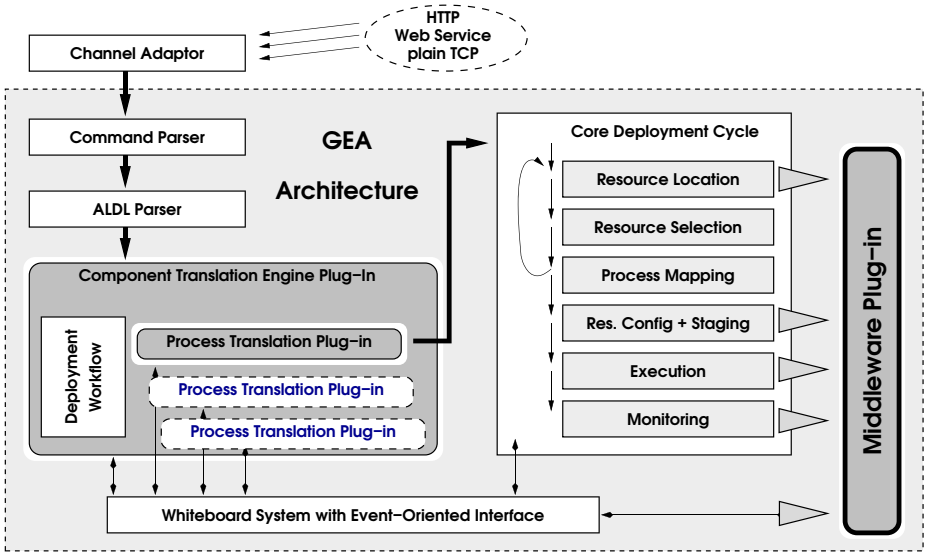 HTTP
Web Service
plain TCP
Channel Adaptor
Command Parser
GEA
Architecture
ALDL Parser
Component Translation Engine Plug-In
Deployment
Workflow
Process Translation Plug-in
Process Translation Plug-in
Process Translation Plug-in
Core Deployment Cycle
Resource Location
Resource Selection
Process Mapping
Res. Config + Staging
Execution
Monitoring
Middleware Plug-in
Whiteboard System with Event-Oriented Interface